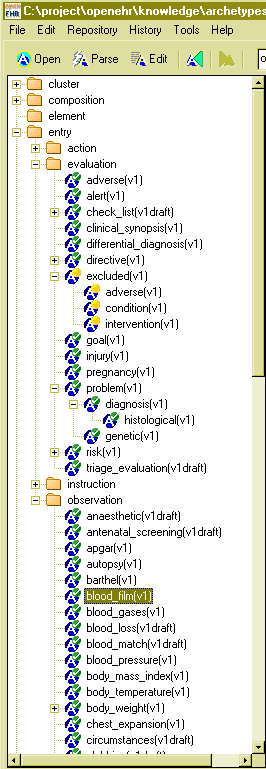 C:\project\openehr\knowledge\archetypes
File Edit Repository History Tools Help
Open Parse Edit
cluster
composition
element
entry
action
evaluation
adverse(v1)
alert(v1)
check_list(v1draft)
clinical_synopsis(v1)
differential_diagnosis(v1)
directive(v1)
excluded(v1)
adverse(v1)
condition(v1)
intervention(v1)
goal(v1)
injury(v1)
pregnancy(v1)
problem(v1)
diagnosis(v1)
histological(v1)
genetic(v1)
risk(v1)
triage_evaluation(v1draft)
instruction
observation
anaesthetic(v1draft)
antenatal_screening(v1draft)
apgar(v1)
autopsy(v1)
barthel(v1)
blood_film(v1)
blood_gases(v1)
blood_loss(v1draft)
blood_match(v1draft)
blood_pressure(v1)
body_mass_index(v1)
body_temperature(v1)
body_weight(v1)
chest_expansion(v1)
circumstances(v1draft)